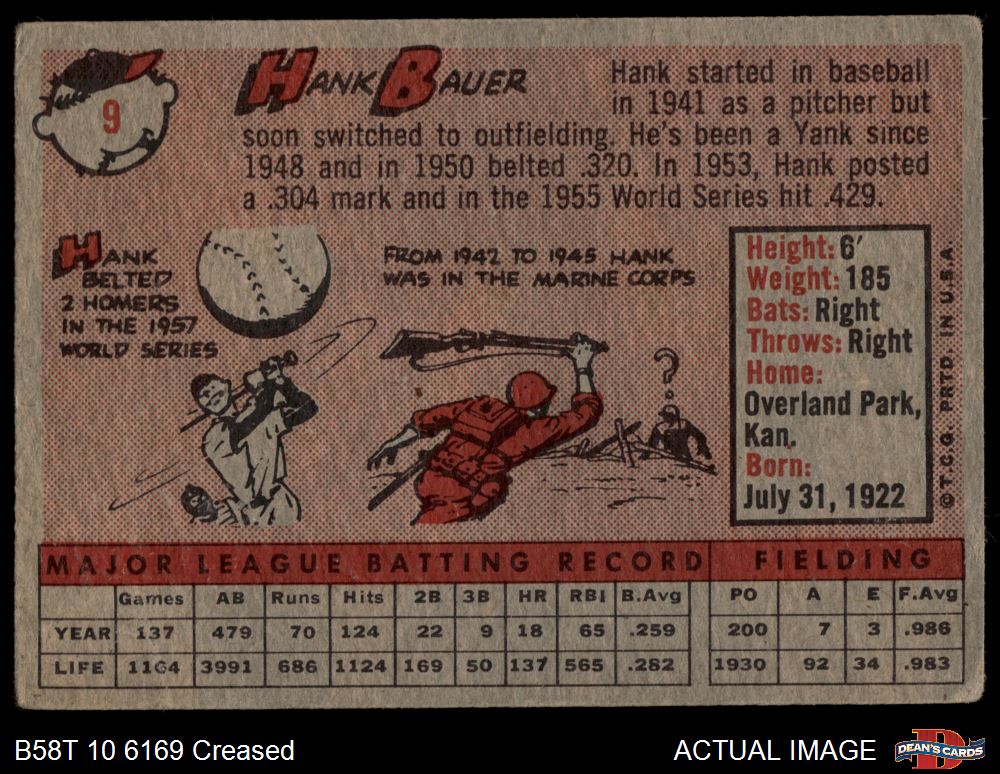 9
HANK BAUER
Hank started in baseball
in 1941 as a pitcher but
soon switched to outfielding. He's been a Yank since
1948 and in 1950 belted .320. In 1953, Hank posted
a .304 mark and in the 1955 World Series hit .429.
HANK
BELTED
2 HOMERS
IN THE 1957
WORLD SERIES
FROM 1942 TO 1945 HANK
WAS IN THE MARINE CORPS
?
Height: 6'
Weight: 185
Bats: Right
Throws: Right
Home:
Overland Park,
Kan.
Born:
July 31, 1922
© T.C.G. PRTD. IN U.S.A.
MAJOR LEAGUE BATTING RECORD FIELDING
Games AB Runs Hits 2B 3B HR RBI B.Avg PO A E F.Avg
YEAR 137 479 70 124 22 9 18 65 .259 200 7 3 .986
LIFE 1164 3991 686 1124 169 50 137 565 .282 1930 92 34 .983
B58T 10 6169 Creased
ACTUAL IMAGE
D
DEAN'S CARDS